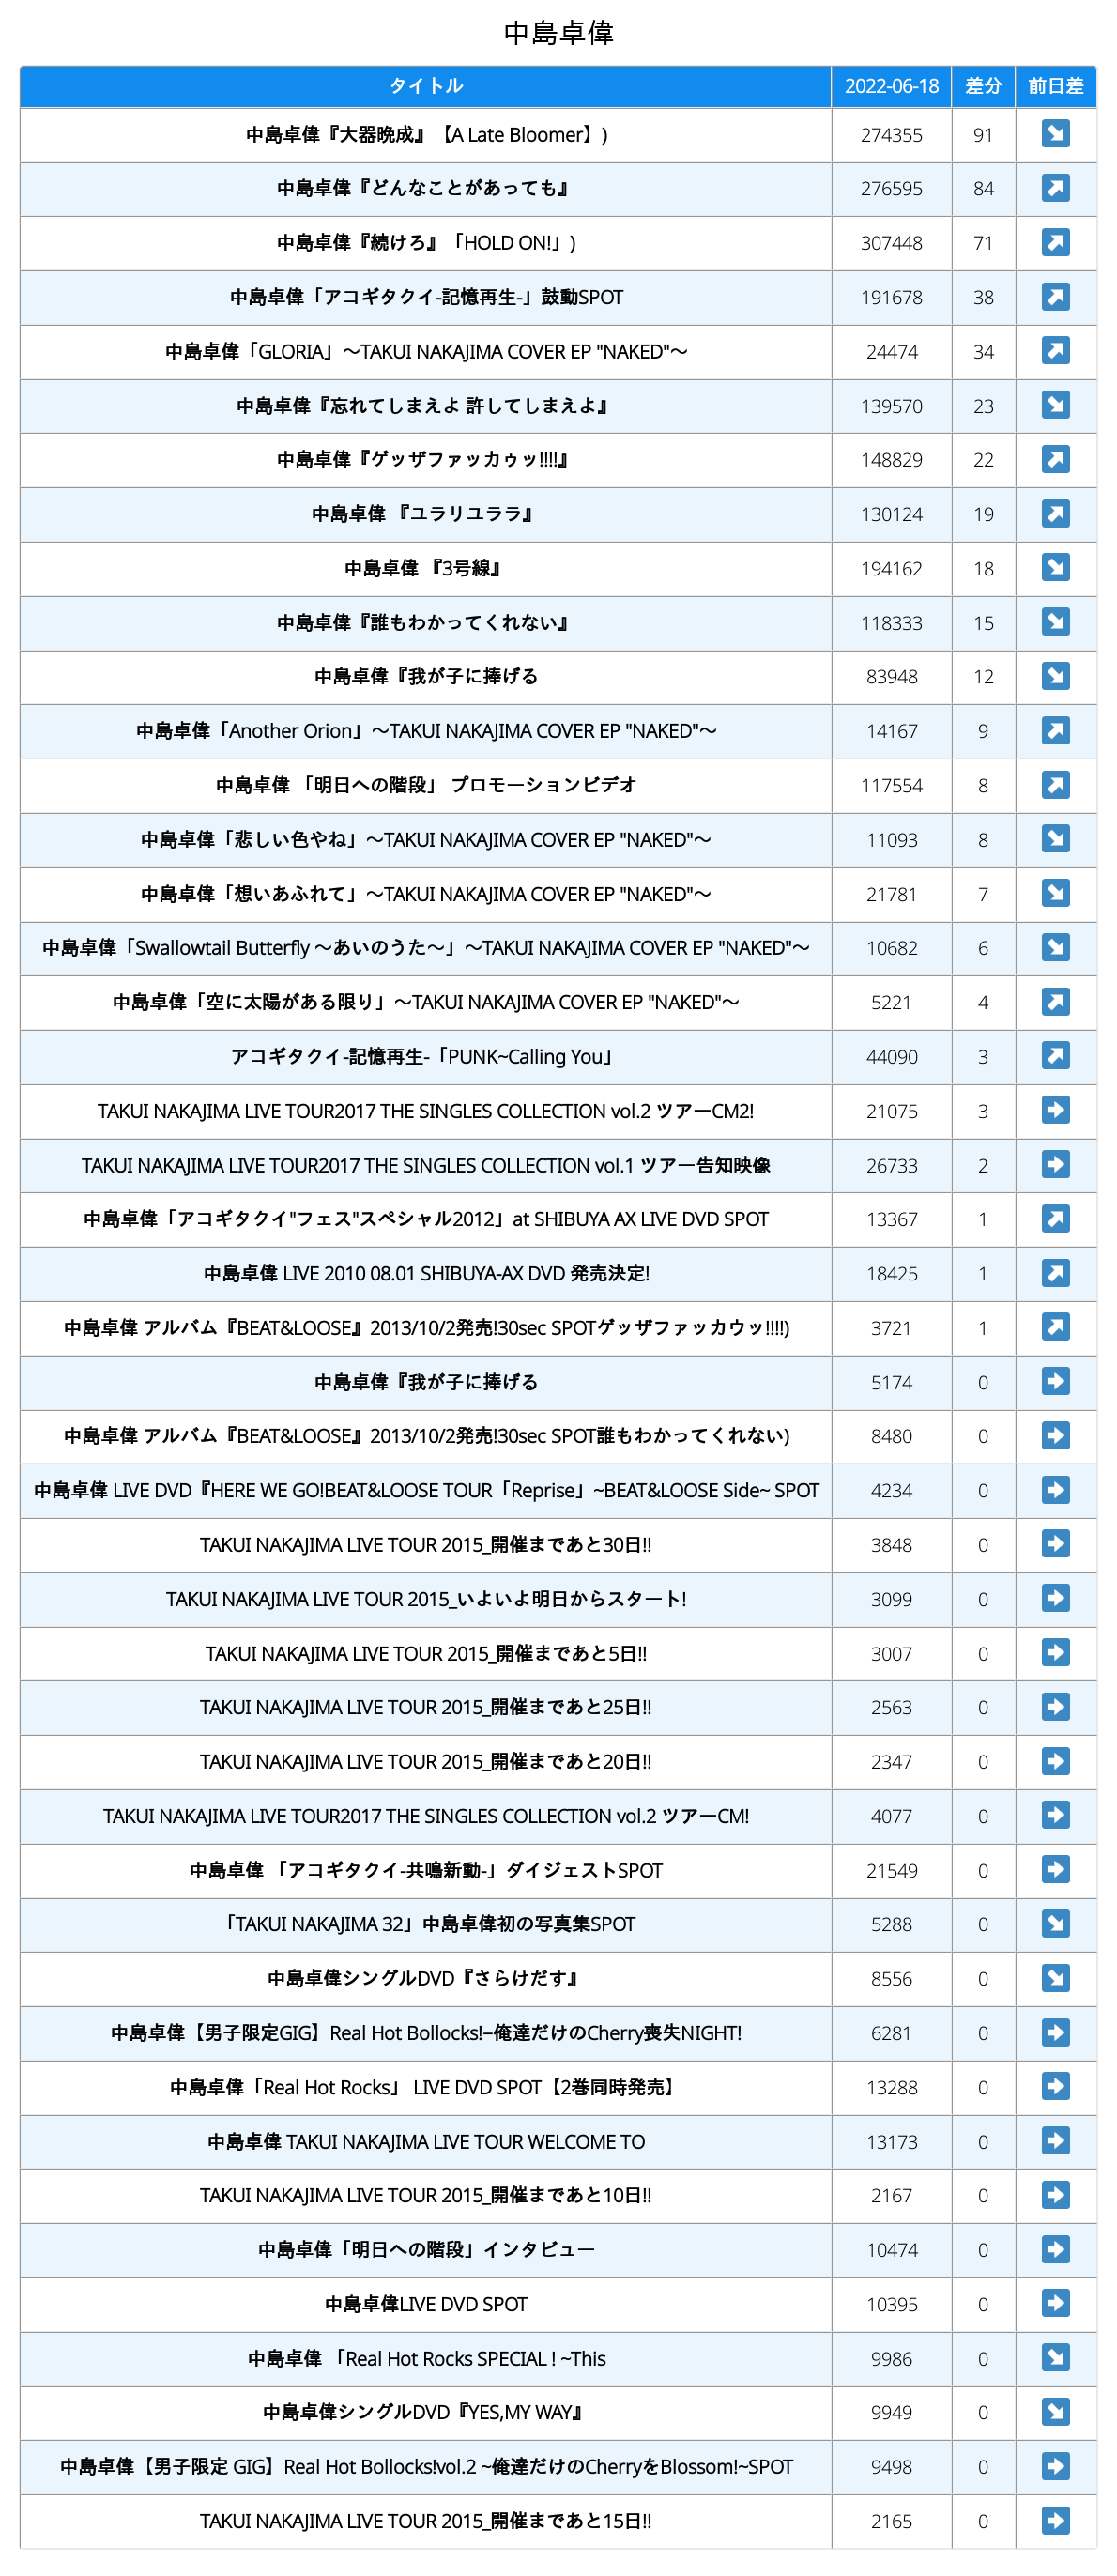 中島卓偉
タイトル 2022-06-18 差分 前日差
中島卓偉『大器晩成』【A Late Bloomer】) 274355 91 ↘
中島卓偉『どんなことがあっても』 276595 84 ↗
中島卓偉『続けろ』「HOLD ON!」) 307448 71 ↗
中島卓偉「アコギタクイ-記憶再生-」鼓動SPOT 191678 38 ↗
中島卓偉「GLORIA」～TAKUI NAKAJIMA COVER EP "NAKED"～ 24474 34 ↗
中島卓偉『忘れてしまえよ 許してしまえよ』 139570 23 ↘
中島卓偉『ゲッザファッカゥッ!!!!』 148829 22 ↗
中島卓偉 『ユラリユララ』 130124 19 ↗
中島卓偉 『3号線』 194162 18 ↘
中島卓偉『誰もわかってくれない』 118333 15 ↘
中島卓偉『我が子に捧げる 83948 12 ↘
中島卓偉「Another Orion」～TAKUI NAKAJIMA COVER EP "NAKED"～ 14167 9 ↗
中島卓偉 「明日への階段」 プロモーションビデオ 117554 8 ↗
中島卓偉「悲しい色やね」～TAKUI NAKAJIMA COVER EP "NAKED"～ 11093 8 ↘
中島卓偉「想いあふれて」～TAKUI NAKAJIMA COVER EP "NAKED"～ 21781 7 ↘
中島卓偉「Swallowtail Butterfly ～あいのうた～」～TAKUI NAKAJIMA COVER EP "NAKED"～ 10682 6 ↘
中島卓偉「空に太陽がある限り」～TAKUI NAKAJIMA COVER EP "NAKED"～ 5221 4 ↗
アコギタクイ-記憶再生-「PUNK~Calling You」 44090 3 ↗
TAKUI NAKAJIMA LIVE TOUR2017 THE SINGLES COLLECTION vol.2 ツアーCM2! 21075 3 ➡
TAKUI NAKAJIMA LIVE TOUR2017 THE SINGLES COLLECTION vol.1 ツアー告知映像 26733 2 ➡
中島卓偉「アコギタクイ"フェス"スペシャル2012」at SHIBUYA AX LIVE DVD SPOT 13367 1 ↗
中島卓偉 LIVE 2010 08.01 SHIBUYA-AX DVD 発売決定! 18425 1 ↗
中島卓偉 アルバム『BEAT&LOOSE』2013/10/2発売!30sec SPOTゲッザファッカウッ!!!!) 3721 1 ↗
中島卓偉『我が子に捧げる 5174 0 ➡
中島卓偉 アルバム『BEAT&LOOSE』2013/10/2発売!30sec SPOT誰もわかってくれない) 8480 0 ➡
中島卓偉 LIVE DVD『HERE WE GO!BEAT&LOOSE TOUR「Reprise」~BEAT&LOOSE Side~ SPOT 4234 0 ➡
TAKUI NAKAJIMA LIVE TOUR 2015_開催まであと30日!! 3848 0 ➡
TAKUI NAKAJIMA LIVE TOUR 2015_いよいよ明日からスタート! 3099 0 ➡
TAKUI NAKAJIMA LIVE TOUR 2015_開催まであと5日!! 3007 0 ➡
TAKUI NAKAJIMA LIVE TOUR 2015_開催まであと25日!! 2563 0 ➡
TAKUI NAKAJIMA LIVE TOUR 2015_開催まであと20日!! 2347 0 ➡
TAKUI NAKAJIMA LIVE TOUR2017 THE SINGLES COLLECTION vol.2 ツアーCM! 4077 0 ➡
中島卓偉 「アコギタクイ-共鳴新動-」ダイジェストSPOT 21549 0 ➡
「TAKUI NAKAJIMA 32」中島卓偉初の写真集SPOT 5288 0 ↘
中島卓偉シングルDVD『さらけだす』 8556 0 ↘
中島卓偉【男子限定GIG】Real Hot Bollocks!–俺達だけのCherry喪失NIGHT! 6281 0 ➡
中島卓偉「Real Hot Rocks」 LIVE DVD SPOT【2巻同時発売】 13288 0 ➡
中島卓偉 TAKUI NAKAJIMA LIVE TOUR WELCOME TO 13173 0 ➡
TAKUI NAKAJIMA LIVE TOUR 2015_開催まであと10日!! 2167 0 ➡
中島卓偉「明日への階段」インタビュー 10474 0 ➡
中島卓偉LIVE DVD SPOT 10395 0 ➡
中島卓偉 「Real Hot Rocks SPECIAL ! ~This 9986 0 ↘
中島卓偉シングルDVD『YES,MY WAY』 9949 0 ↘
中島卓偉【男子限定 GIG】Real Hot Bollocks!vol.2 ~俺達だけのCherryをBlossom!~SPOT 9498 0 ➡
TAKUI NAKAJIMA LIVE TOUR 2015_開催まであと15日!! 2165 0 ➡